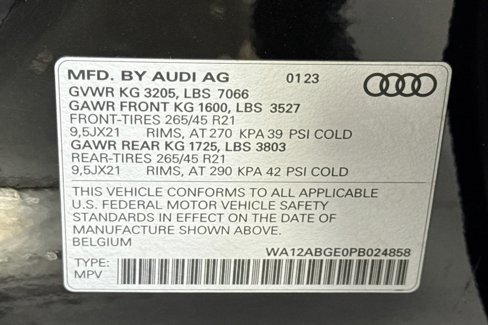 MFD. BY AUDI AG 0123
GVWR KG 3205, LBS 7066
GAWR FRONT KG 1600, LBS 3527
FRONT-TIRES 265/45 R21
9,5JX21 RIMS, AT 270 KPA 39 PSI COLD
GAWR REAR KG 1725, LBS 3803
REAR-TIRES 265/45 R21
9,5JX21 RIMS, AT 290 KPA 42 PSI COLD
THIS VEHICLE CONFORMS TO ALL APPLICABLE
U.S. FEDERAL MOTOR VEHICLE SAFETY
STANDARDS IN EFFECT ON THE DATE OF
MANUFACTURE SHOWN ABOVE.
BELGIUM WA12ABGE0PB024858
TYPE:
MPV